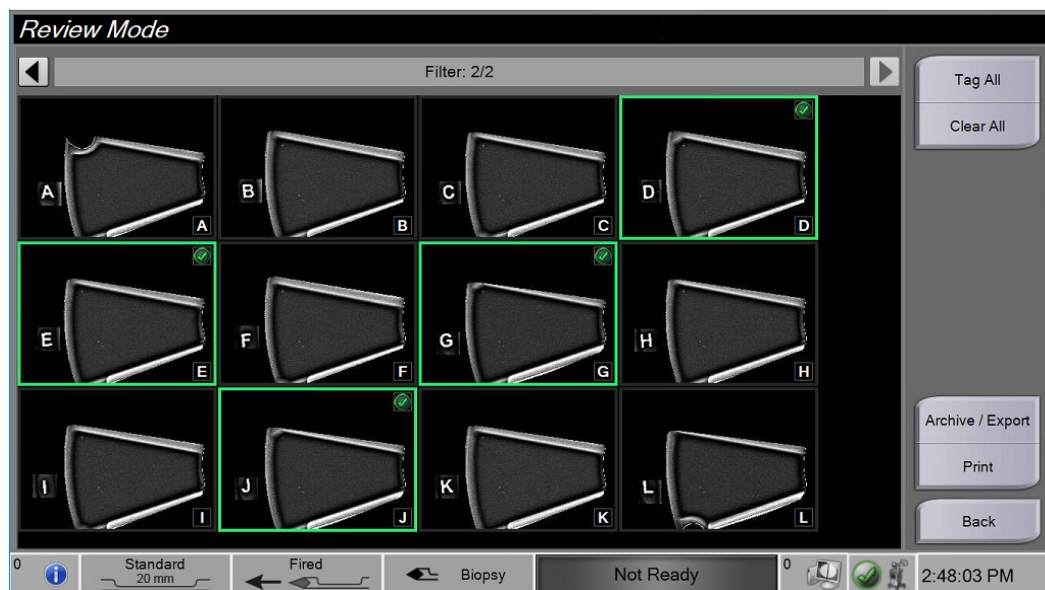 Review Mode
Filter: 2/2
Tag All
Clear All
A A
B B
C C
D D
E E
F F
G G
H H
I I
J J
K K
L L
Archive / Export
Print
Back
0
Standard
20 mm
Fired
Biopsy
Not Ready
0
2:48:03 PM